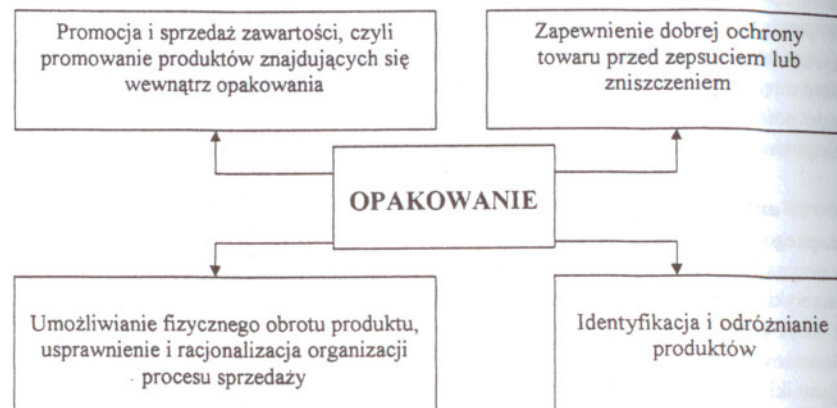 Promocja i sprzedaż zawartości, czyli
promowanie produktów znajdujących się
wewnątrz opakowania
Zapewnienie dobrej ochrony
towaru przed zepsuciem lub
zniszczeniem
OPAKOWANIE
Umożliwianie fizycznego obrotu produktu,
usprawnienie i racjonalizacja organizacji
procesu sprzedaży
Identyfikacja i odróżnianie
produktów